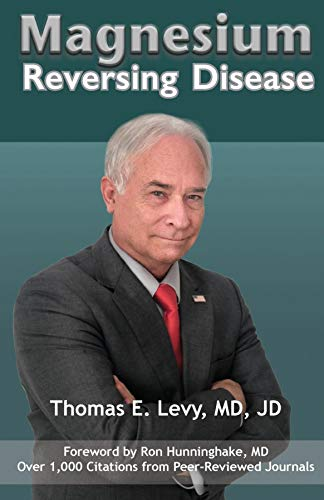 Magnesium
Reversing Disease
Thomas E. Levy, MD, JD
Foreword by Ron Hunninghake, MD
Over 1,000 Citations from Peer-Reviewed Journals